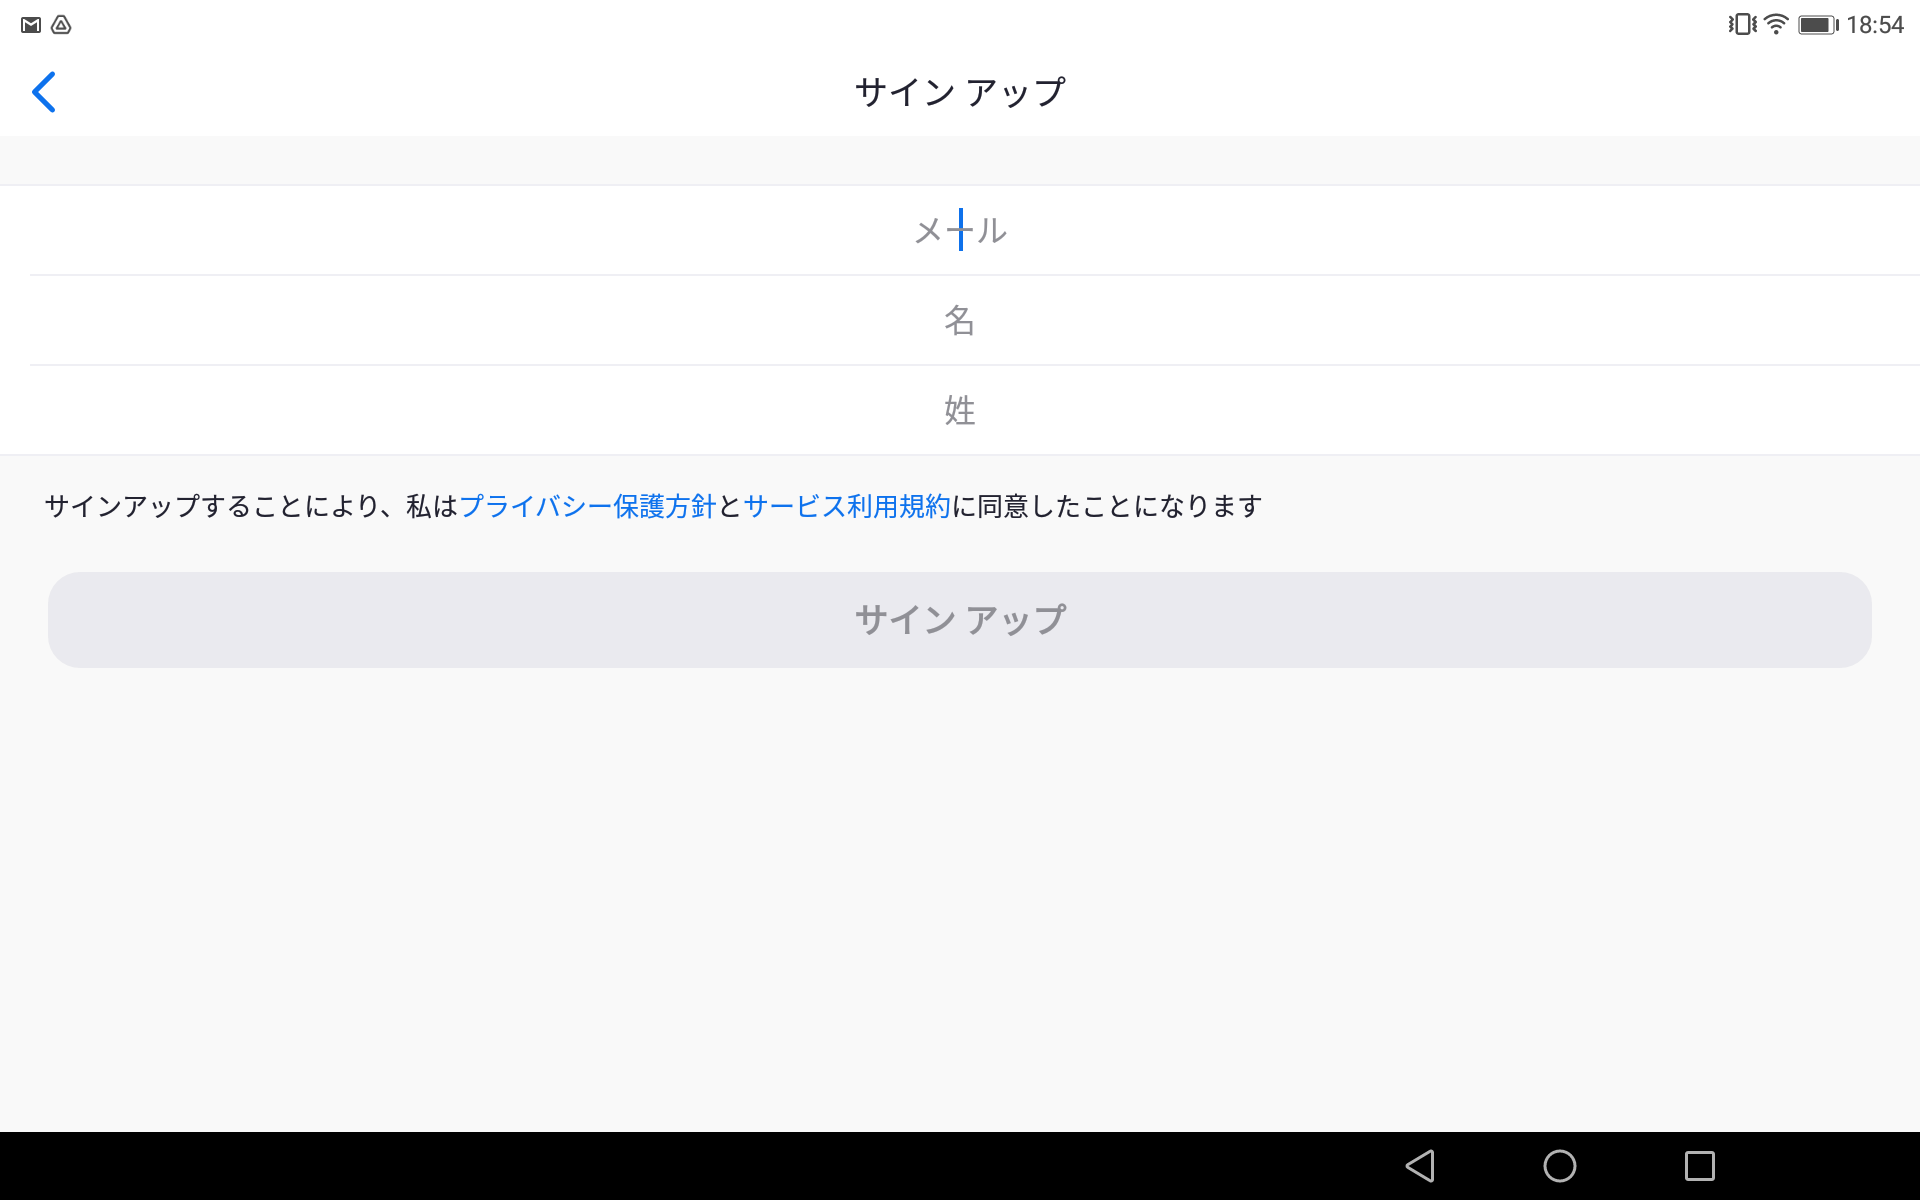 18:54
サイン アップ
メール
名
姓
サインアップすることにより、私はプライバシー保護方針とサービス利用規約に同意したことになります
サイン アップ